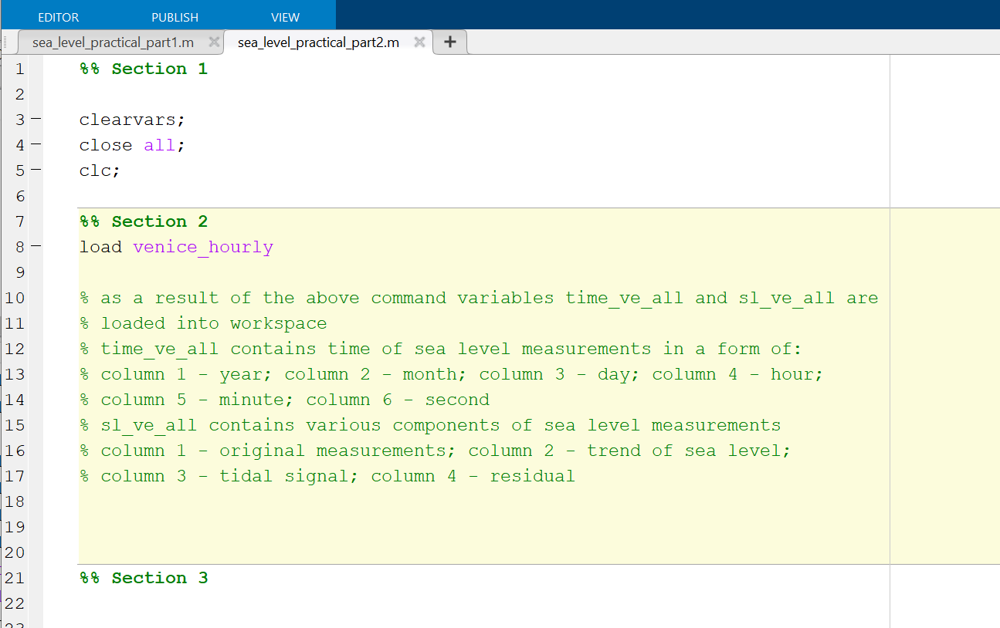 EDITOR PUBLISH VIEW
sea_level_practical_part1.m sea_level_practical_part2.m +
1 %% Section 1
2
3 clearvars;
4 close all;
5 clc;
6
7 %% Section 2
8 load venice_hourly
9
10 % as a result of the above command variables time_ve_all and sl_ve_all are
11 % loaded into workspace
12 % time_ve_all contains time of sea level measurements in a form of:
13 % column 1 - year; column 2 - month; column 3 - day; column 4 - hour;
14 % column 5 - minute; column 6 - second
15 % sl_ve_all contains various components of sea level measurements
16 % column 1 - original measurements; column 2 - trend of sea level;
17 % column 3 - tidal signal; column 4 - residual
18
19
20
21 %% Section 3
22
23